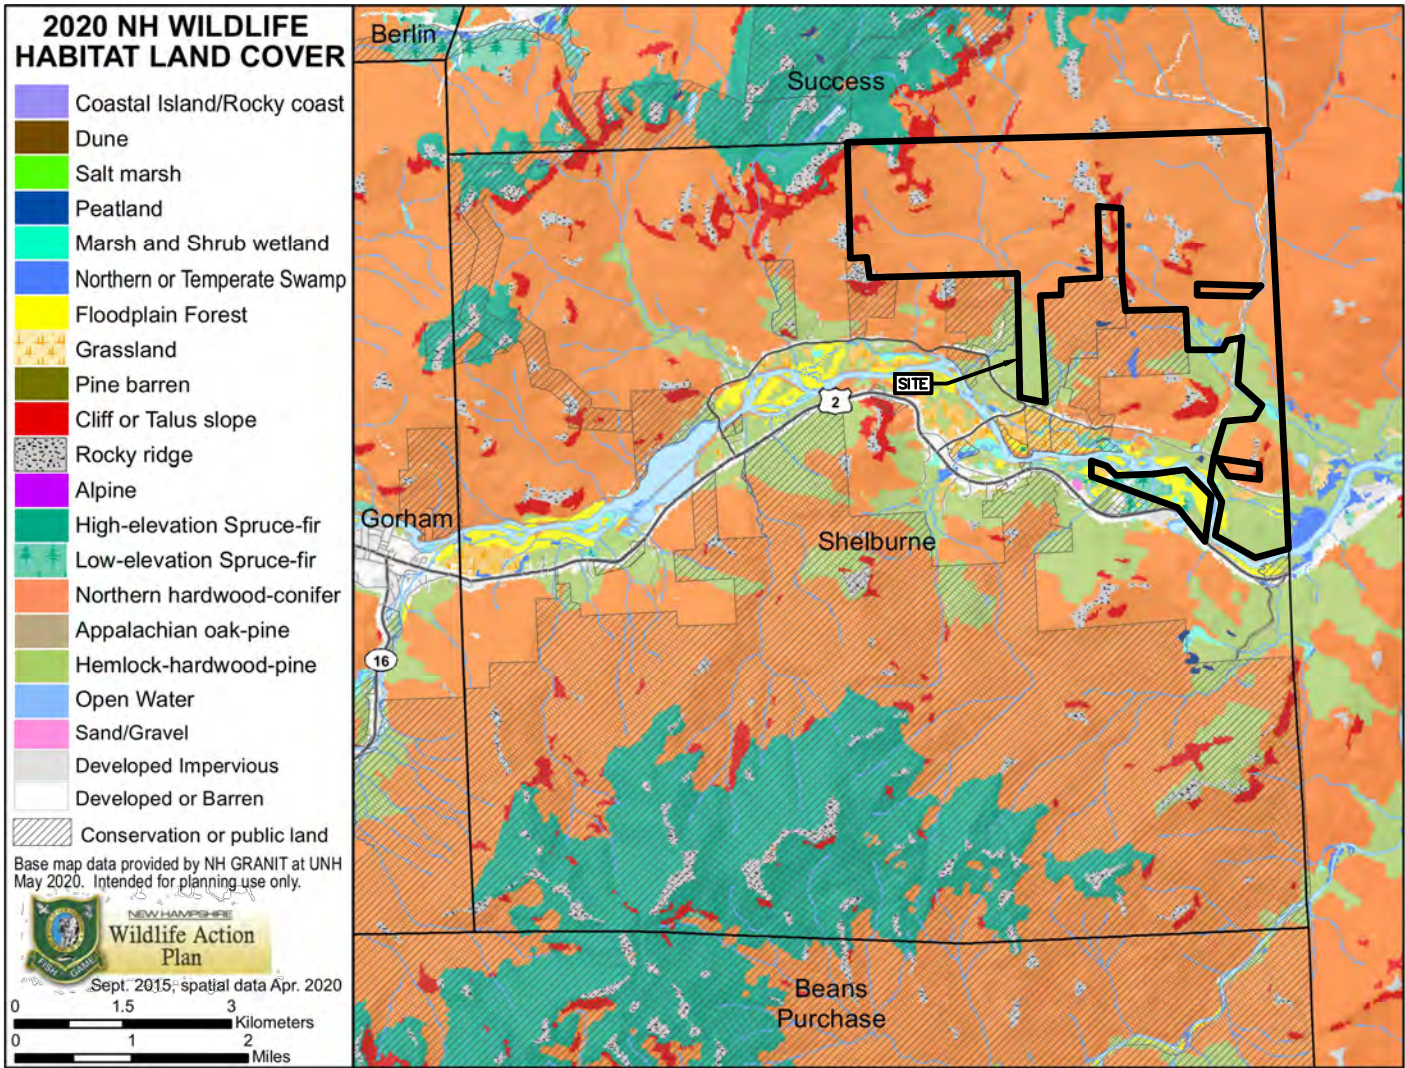 2020 NH WILDLIFE
HABITAT LAND COVER
Coastal Island/Rocky coast
Dune
Salt marsh
Peatland
Marsh and Shrub wetland
Northern or Temperate Swamp
Floodplain Forest
Grassland
Pine barren
Cliff or Talus slope
Rocky ridge
Alpine
High-elevation Spruce-fir
Low-elevation Spruce-fir
Northern hardwood-conifer
Appalachian oak-pine
Hemlock-hardwood-pine
Open Water
Sand/Gravel
Developed Impervious
Developed or Barren
Conservation or public land
Base map data provided by NH GRANIT at UNH
May 2020. Intended for planning use only.
NEW HAMPSHIRE
Wildlife Action
Plan
FISH GAME
Sept. 2015, spatial data Apr. 2020
0 1.5 3
Kilometers
0 1 2
Miles
Berlin
Success
SITE
2
Gorham
Shelburne
16
Beans
Purchase